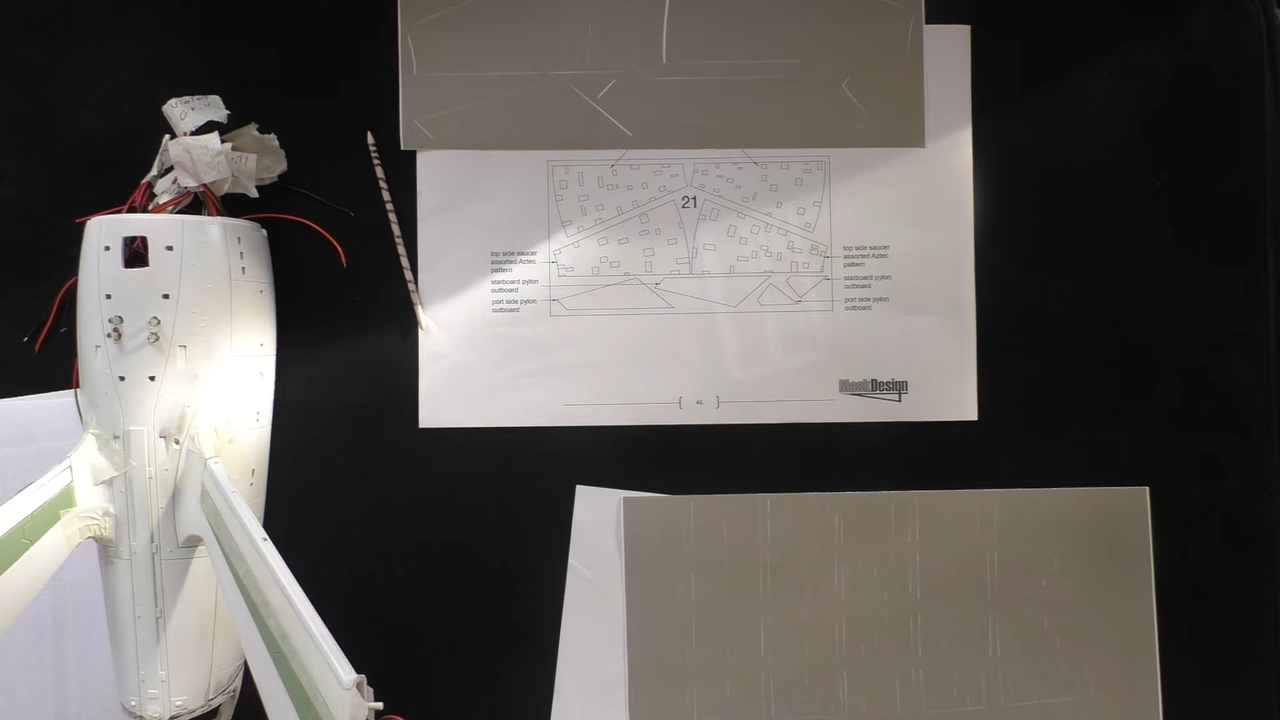 21
top side saucer
assorted Aztec
pattern
starboard pylon
outboard
port side pylon
outboard
top side saucer
assorted Aztec
pattern
starboard pylon
outboard
port side pylon
outboard
MaskDesign
46